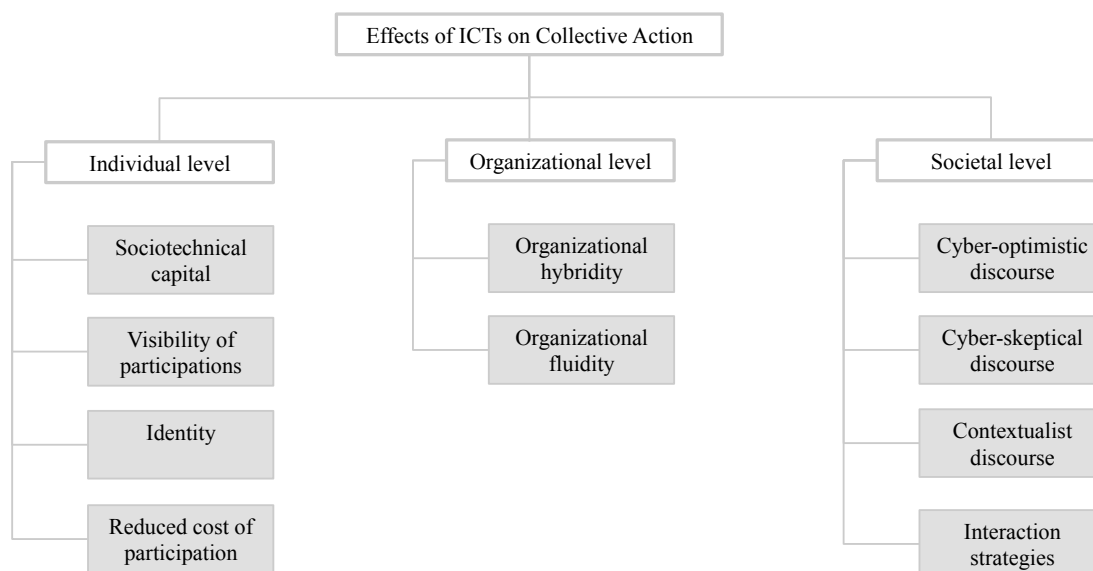 Effects of ICTs on Collective Action
Individual level
Sociotechnical
capital
Visibility of
participations
Identity
Reduced cost of
participation
Organizational level
Organizational
hybridity
Organizational
fluidity
Societal level
Cyber-optimistic
discourse
Cyber-skeptical
discourse
Contextualist
discourse
Interaction
strategies